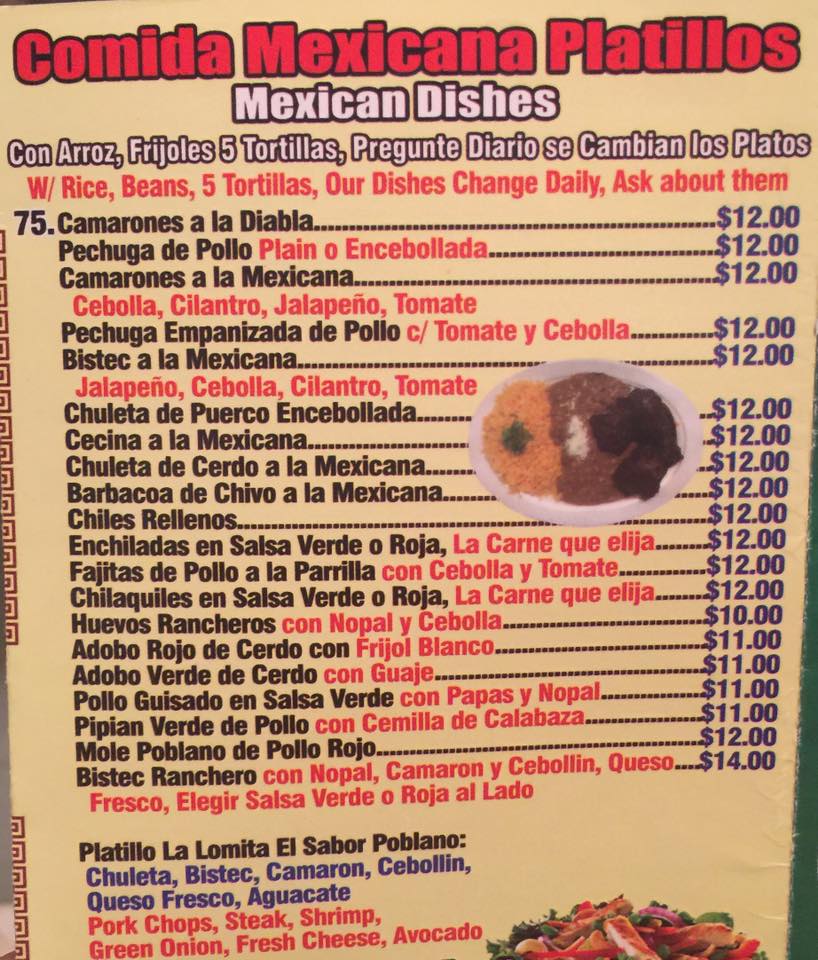 Comida Mexicana Platillos
Mexican Dishes
Con Arroz, Frijoles 5 Tortillas, Pregunte Diario se Cambian los Platos
W/ Rice, Beans, 5 Tortillas, Our Dishes Change Daily, Ask about them
75. Camarones a la Diabla $12.00
Pechuga de Pollo Plain o Encebollada $12.00
Camarones a la Mexicana $12.00
Cebolla, Cilantro, Jalapeño, Tomate
Pechuga Empanizada de Pollo c/ Tomate y Cebolla $12.00
Bistec a la Mexicana $12.00
Jalapeño, Cebolla, Cilantro, Tomate
Chuleta de Puerco Encebollada $12.00
Cecina a la Mexicana $12.00
Chuleta de Cerdo a la Mexicana $12.00
Barbacoa de Chivo a la Mexicana $12.00
Chiles Rellenos $12.00
Enchiladas en Salsa Verde o Roja, La Carne que elija $12.00
Fajitas de Pollo a la Parrilla con Cebolla y Tomate $12.00
Chilaquiles en Salsa Verde o Roja, La Carne que elija $12.00
Huevos Rancheros con Nopal y Cebolla $10.00
Adobo Rojo de Cerdo con Frijol Blanco $11.00
Adobo Verde de Cerdo con Guaje $11.00
Pollo Guisado en Salsa Verde con Papas y Nopal $11.00
Pipian Verde de Pollo con Cemilla de Calabaza $11.00
Mole Poblano de Pollo Rojo $12.00
Bistec Ranchero con Nopal, Camaron y Cebollin, Queso $14.00
Fresco, Elegir Salsa Verde o Roja al Lado
Platillo La Lomita El Sabor Poblano:
Chuleta, Bistec, Camaron, Cebollin,
Queso Fresco, Aguacate
Pork Chops, Steak, Shrimp,
Green Onion, Fresh Cheese, Avocado